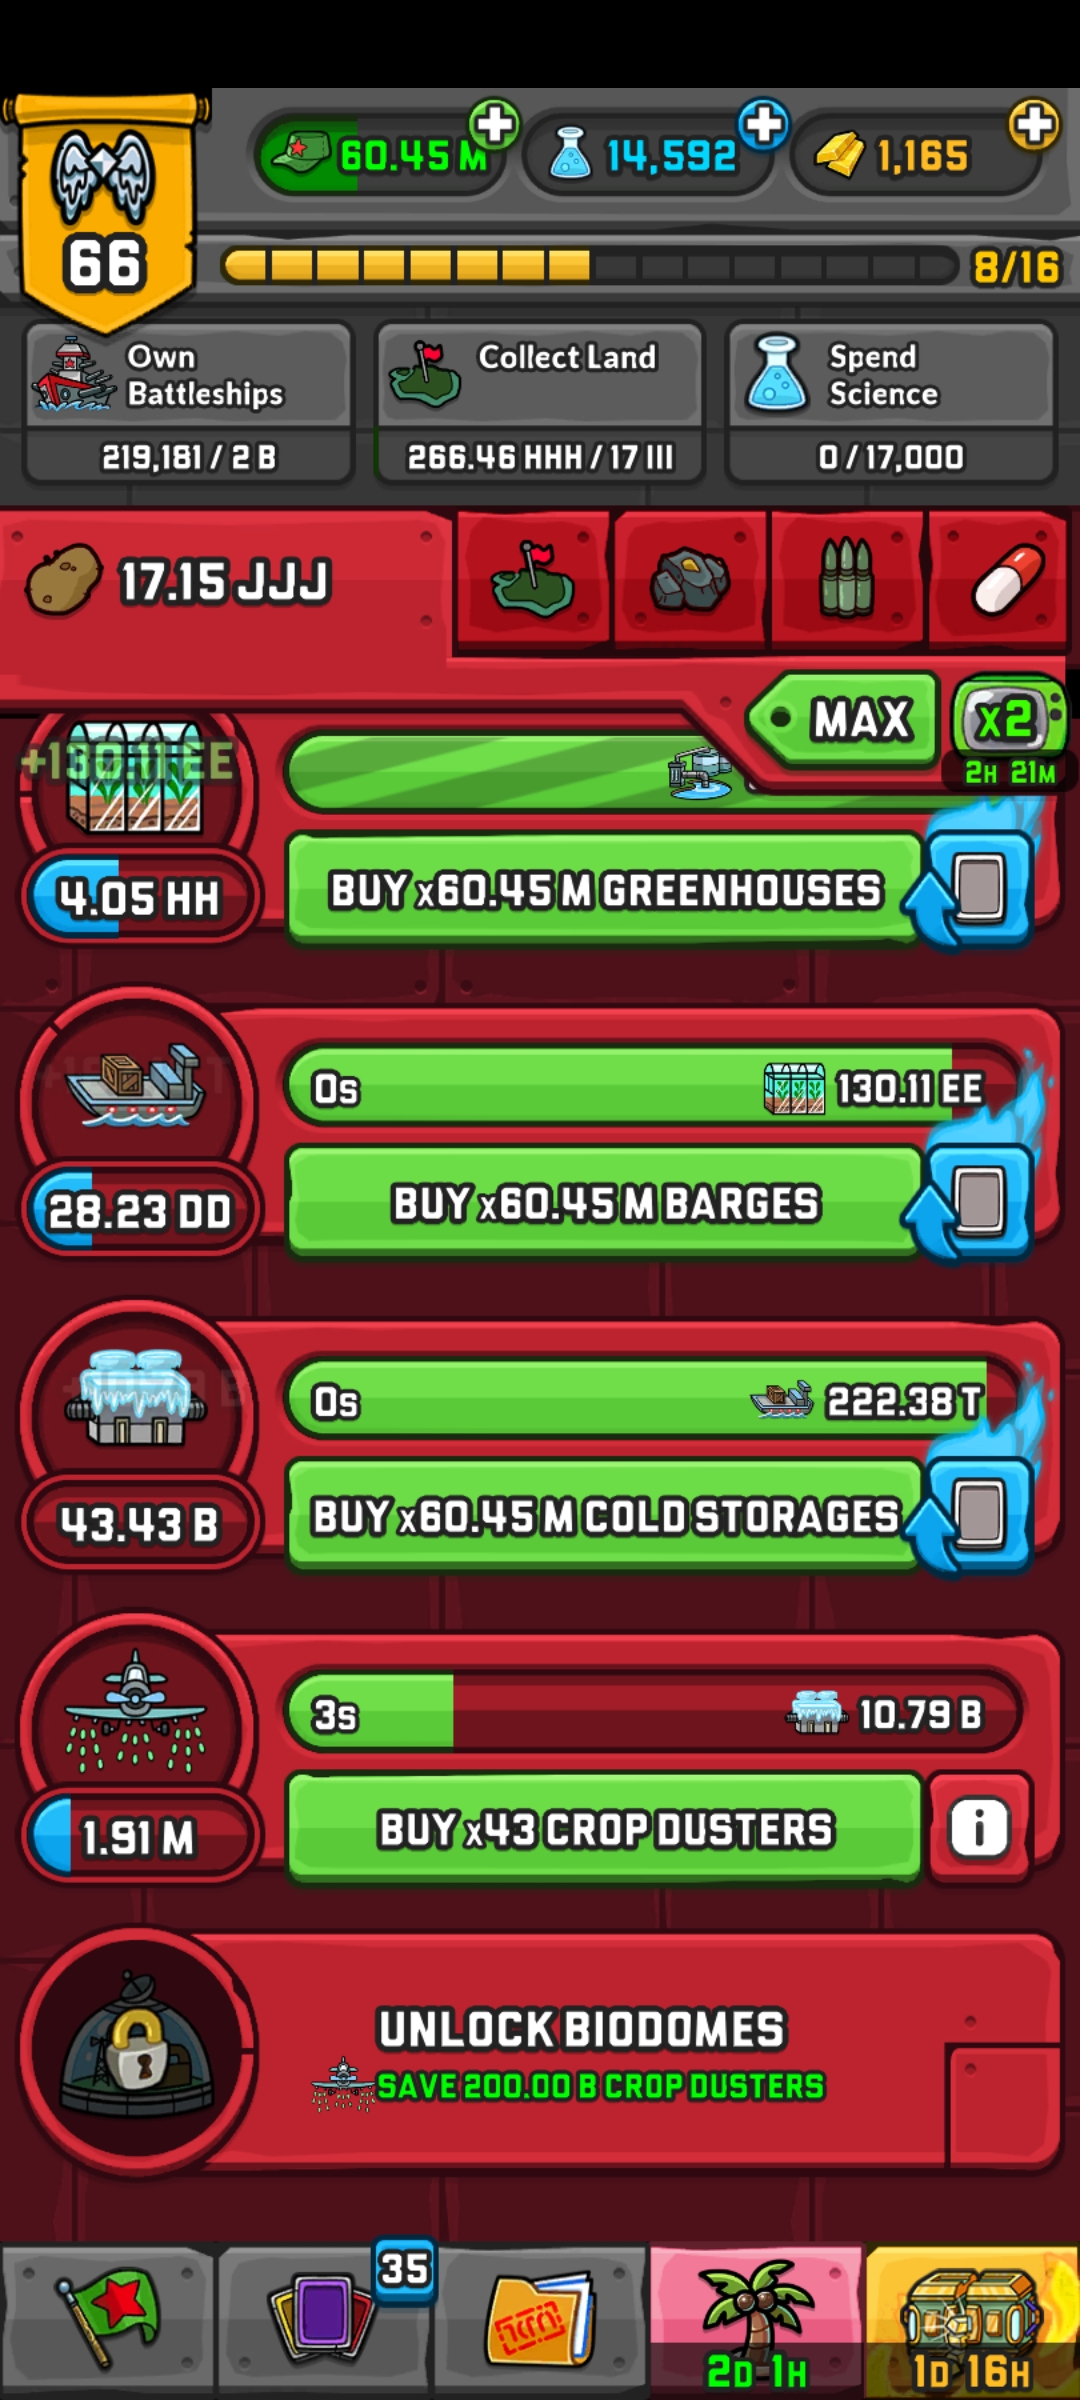 60.45 M
14,592
1,165
66
8/16
Own
Battleships
219,181 / 2 B
Collect Land
266.46 HHH / 17 III
Spend
Science
0 / 17,000
17.15 JJJ
MAX
x2
2H 21M
+130.11 EE
4.05 HH
BUY x60.45 M GREENHOUSES
0s
130.11 EE
28.23 DD
BUY x60.45 M BARGES
0s
222.38 T
43.43 B
BUY x60.45 M COLD STORAGES
3s
10.79 B
1.91 M
BUY x43 CROP DUSTERS
i
UNLOCK BIODOMES
SAVE 200.00 B CROP DUSTERS
35
2D 1H
1D 16H